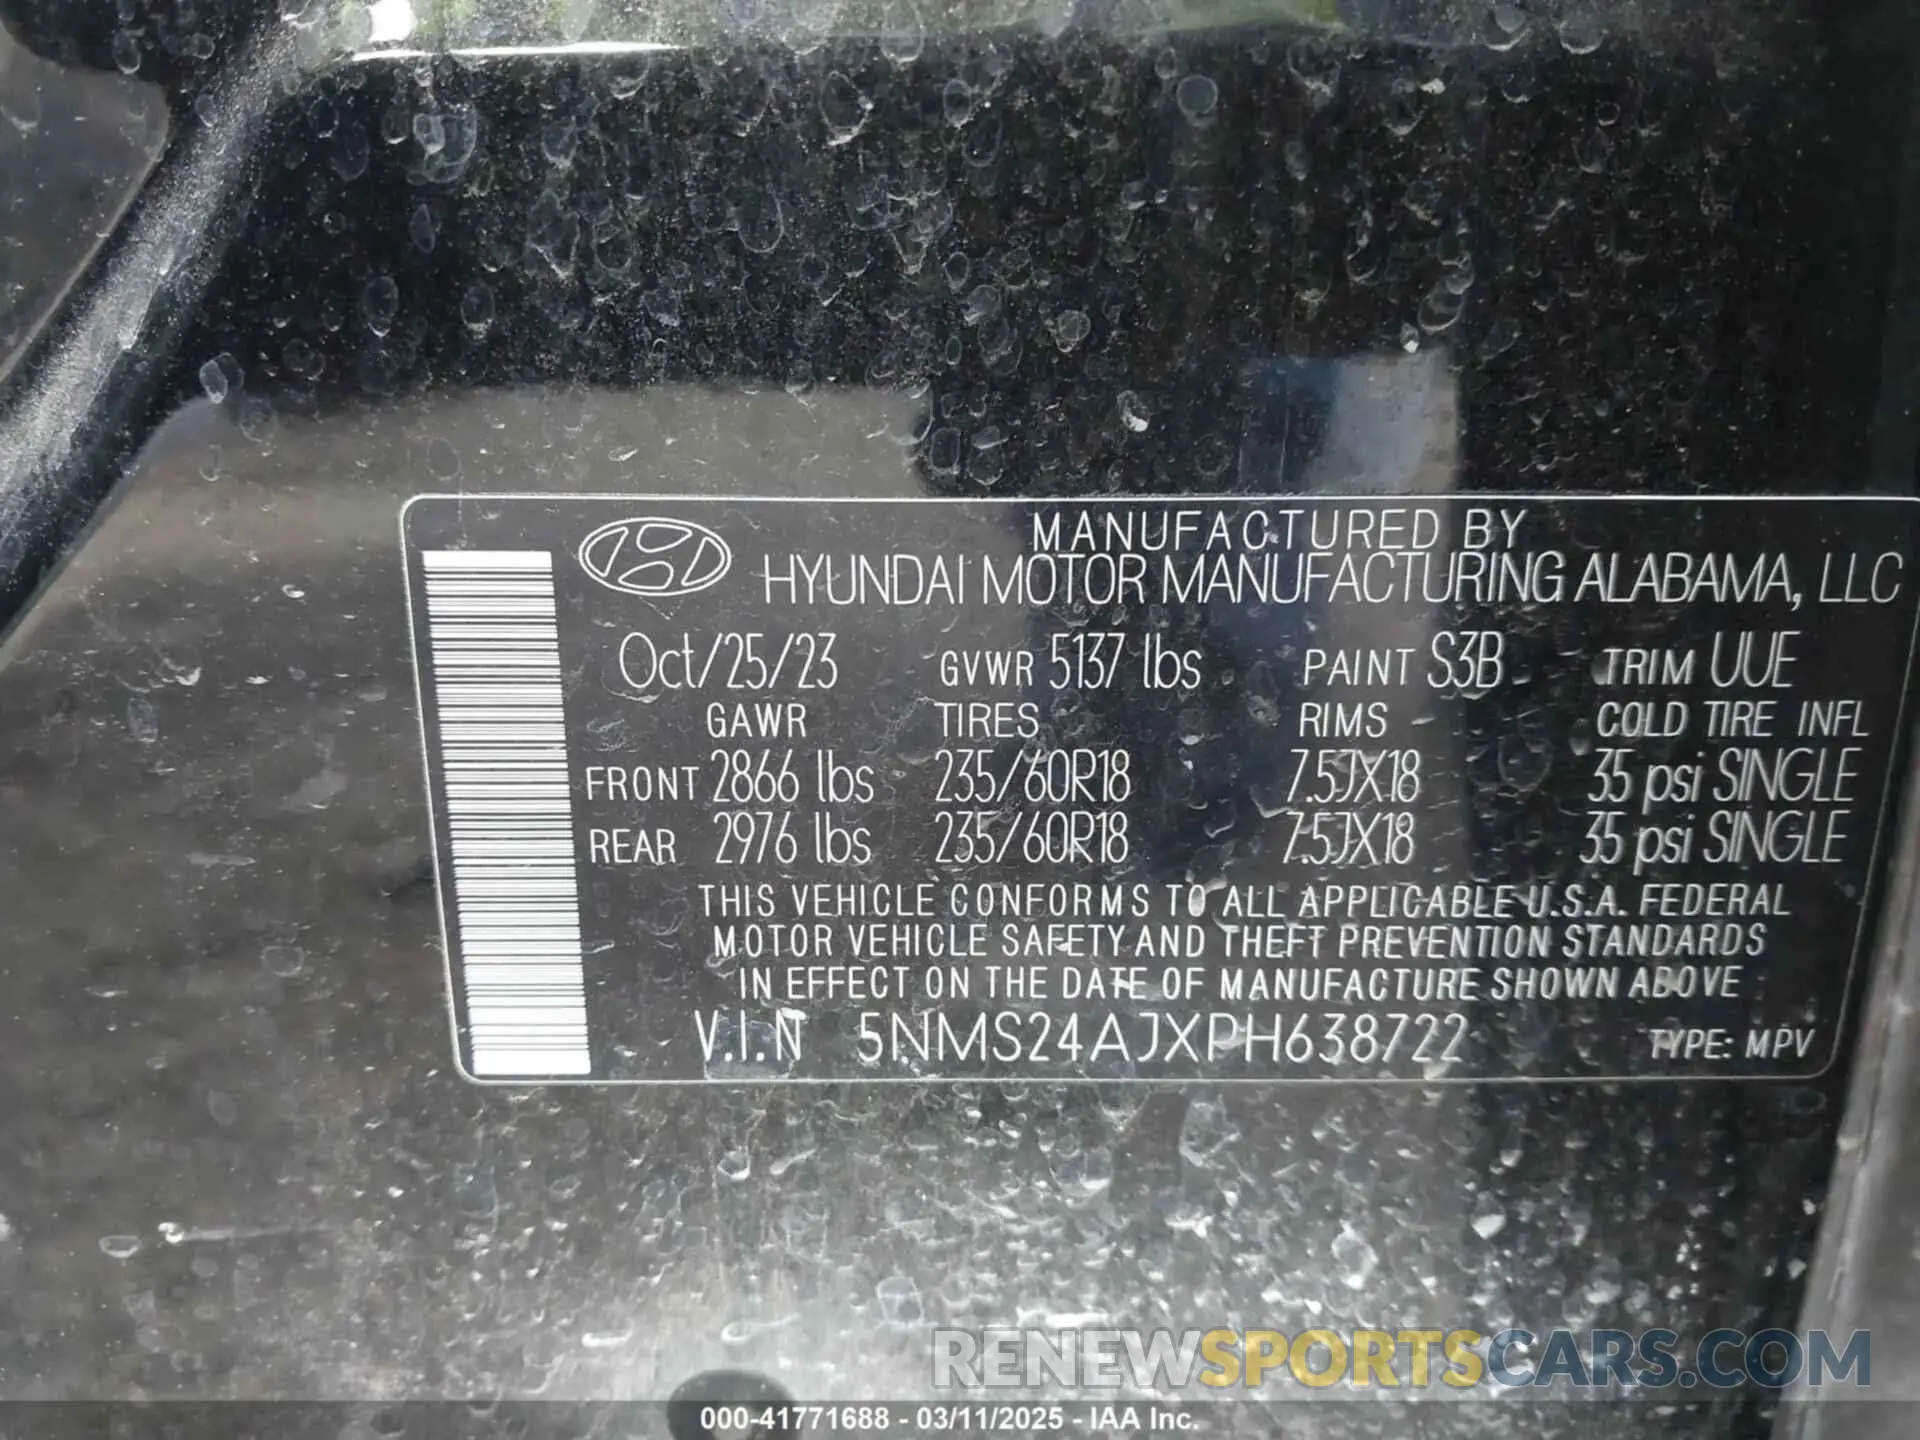 MANUFACTURED BY
HYUNDAI MOTOR MANUFACTURING ALABAMA, LLC
Oct/25/23 GVWR 5137 lbs PAINT S3B TRIM UUE
GAWR TIRES RIMS COLD TIRE INFL
FRONT 2866 lbs 235/60R18 7.5JX18 35 psi SINGLE
REAR 2976 lbs 235/60R18 7.5JX18 35 psi SINGLE
THIS VEHICLE CONFORMS TO ALL APPLICABLE U.S.A. FEDERAL
MOTOR VEHICLE SAFETY AND THEFT PREVENTION STANDARDS
IN EFFECT ON THE DATE OF MANUFACTURE SHOWN ABOVE
V.I.N 5NMS24AJXPH638722 TYPE: MPV
RENEWSPORTSCARS.COM
000-41771688 - 03/11/2025 - IAA Inc.